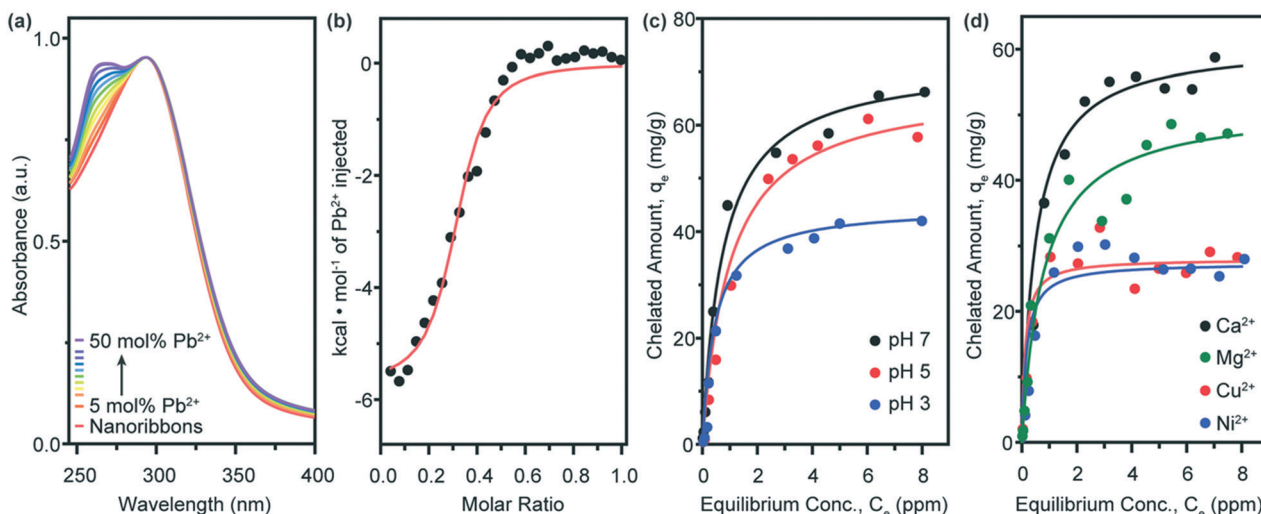 (a)
1.0
0.5
0.0
Absorbance (a.u.)
50 mol% Pb²⁺
5 mol% Pb²⁺
Nanoribbons
250 300 350 400
Wavelength (nm)
(b)
0
-2
-4
-6
kcal • mol⁻¹ of Pb²⁺ injected
0.0 0.2 0.4 0.6 0.8 1.0
Molar Ratio
(c)
80
60
40
20
0
Chelated Amount, qₑ (mg/g)
pH 7
pH 5
pH 3
0 2 4 6 8
Equilibrium Conc., Cₑ (ppm)
(d)
60
40
20
0
Chelated Amount, qₑ (mg/g)
Ca²⁺
Mg²⁺
Cu²⁺
Ni²⁺
0 2 4 6 8
Equilibrium Conc., Cₑ (ppm)